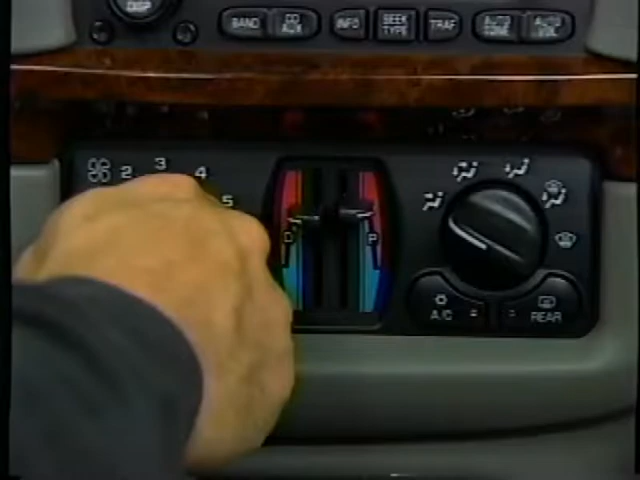 DISP
BAND CD AUX INFO SEEK TYPE TRAF AUTO TONE AUTO VOL
2 3 4 5
D P
A/C REAR